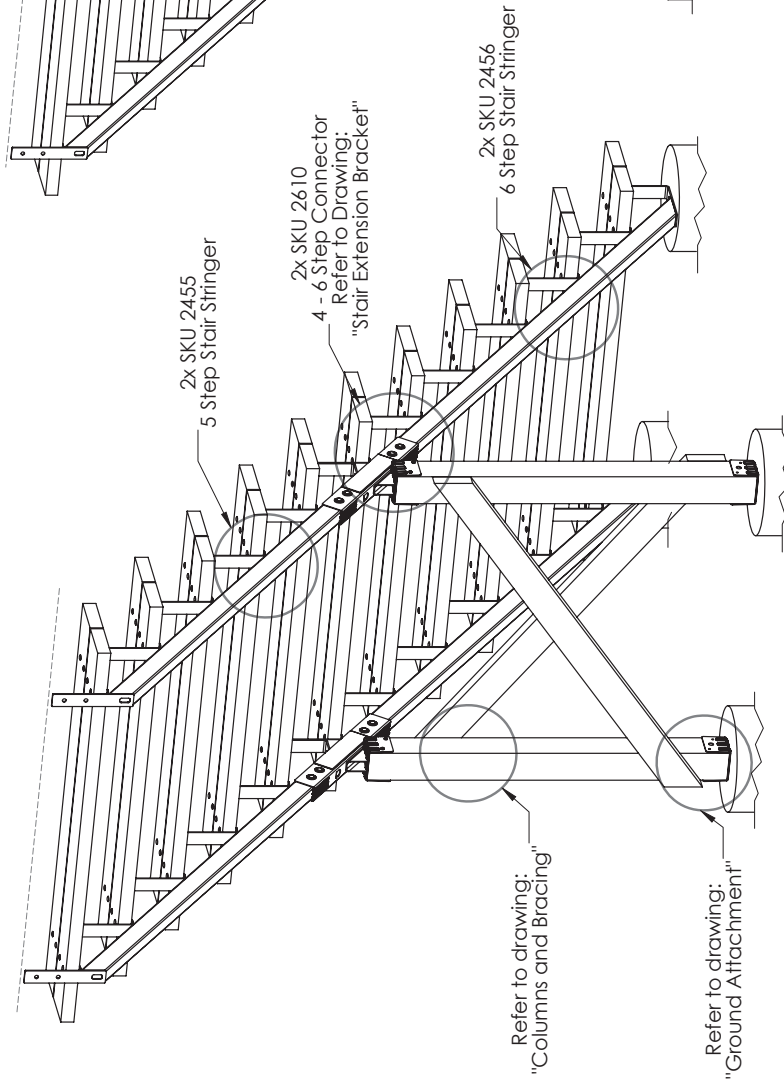 2x SKU 2455
5 Step Stair Stringer
2x SKU 2610
4 - 6 Step Connector
Refer to Drawing:
"Stair Extension Bracket"
2x SKU 2456
6 Step Stair Stringer
Refer to drawing:
"Columns and Bracing"
Refer to drawing:
"Ground Attachment"